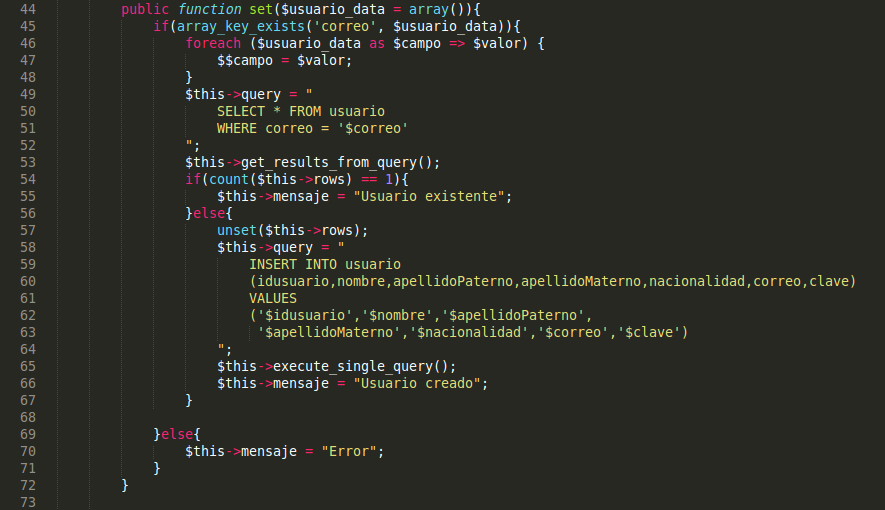 44 public function set($usuario_data = array()){
45 if(array_key_exists('correo', $usuario_data)){
46 foreach ($usuario_data as $campo => $valor) {
47 $$campo = $valor;
48 }
49 $this->query = "
50 SELECT * FROM usuario
51 WHERE correo = '$correo'
52 ";
53 $this->get_results_from_query();
54 if(count($this->rows) == 1){
55 $this->mensaje = "Usuario existente";
56 }else{
57 unset($this->rows);
58 $this->query = "
59 INSERT INTO usuario
60 (idusuario,nombre,apellidoPaterno,apellidoMaterno,nacionalidad,correo,clave)
61 VALUES
62 ('$idusuario','$nombre','$apellidoPaterno',
63 '$apellidoMaterno','$nacionalidad','$correo','$clave')
64 ";
65 $this->execute_single_query();
66 $this->mensaje = "Usuario creado";
67 }
68
69 }else{
70 $this->mensaje = "Error";
71 }
72 }
73